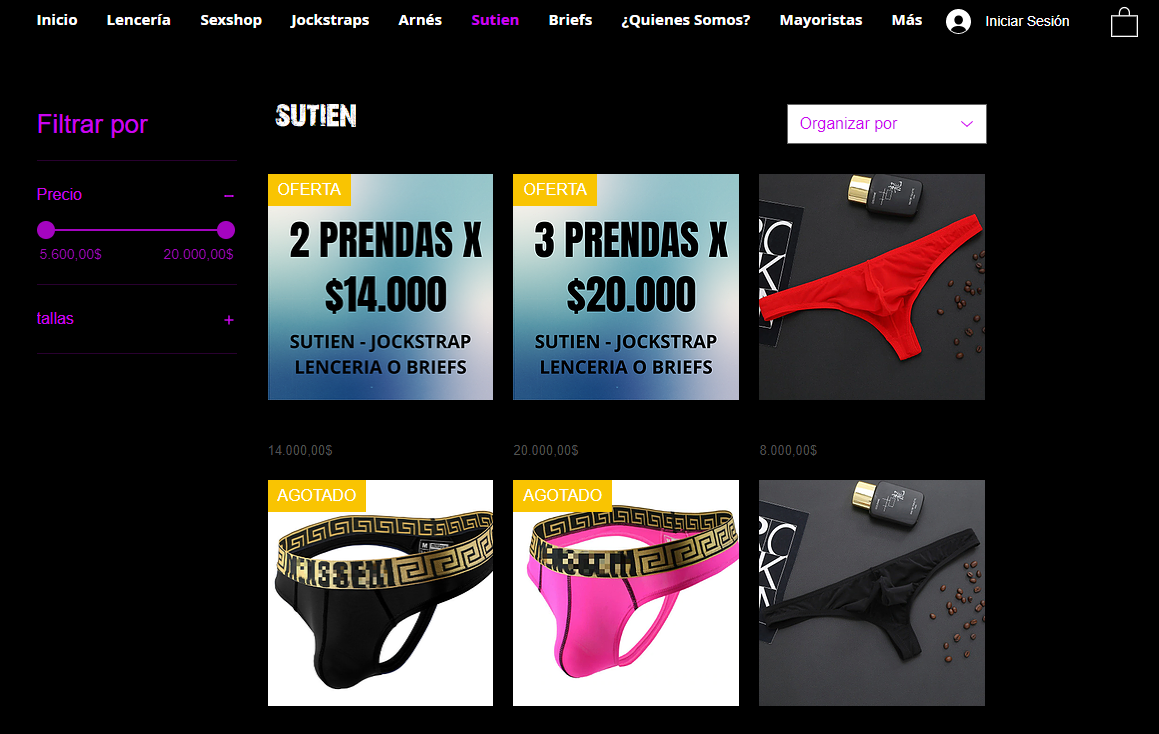 Inicio Lencería Sexshop Jockstraps Arnés Sutien Briefs ¿Quienes Somos? Mayoristas Más Iniciar Sesión
SUTIEN
Filtrar por
Organizar por
Precio −
5.600,00$ 20.000,00$
tallas +
OFERTA
2 PRENDAS X
$14.000
SUTIEN - JOCKSTRAP
LENCERIA O BRIEFS
14.000,00$
OFERTA
3 PRENDAS X
$20.000
SUTIEN - JOCKSTRAP
LENCERIA O BRIEFS
20.000,00$
8.000,00$
AGOTADO
AGOTADO